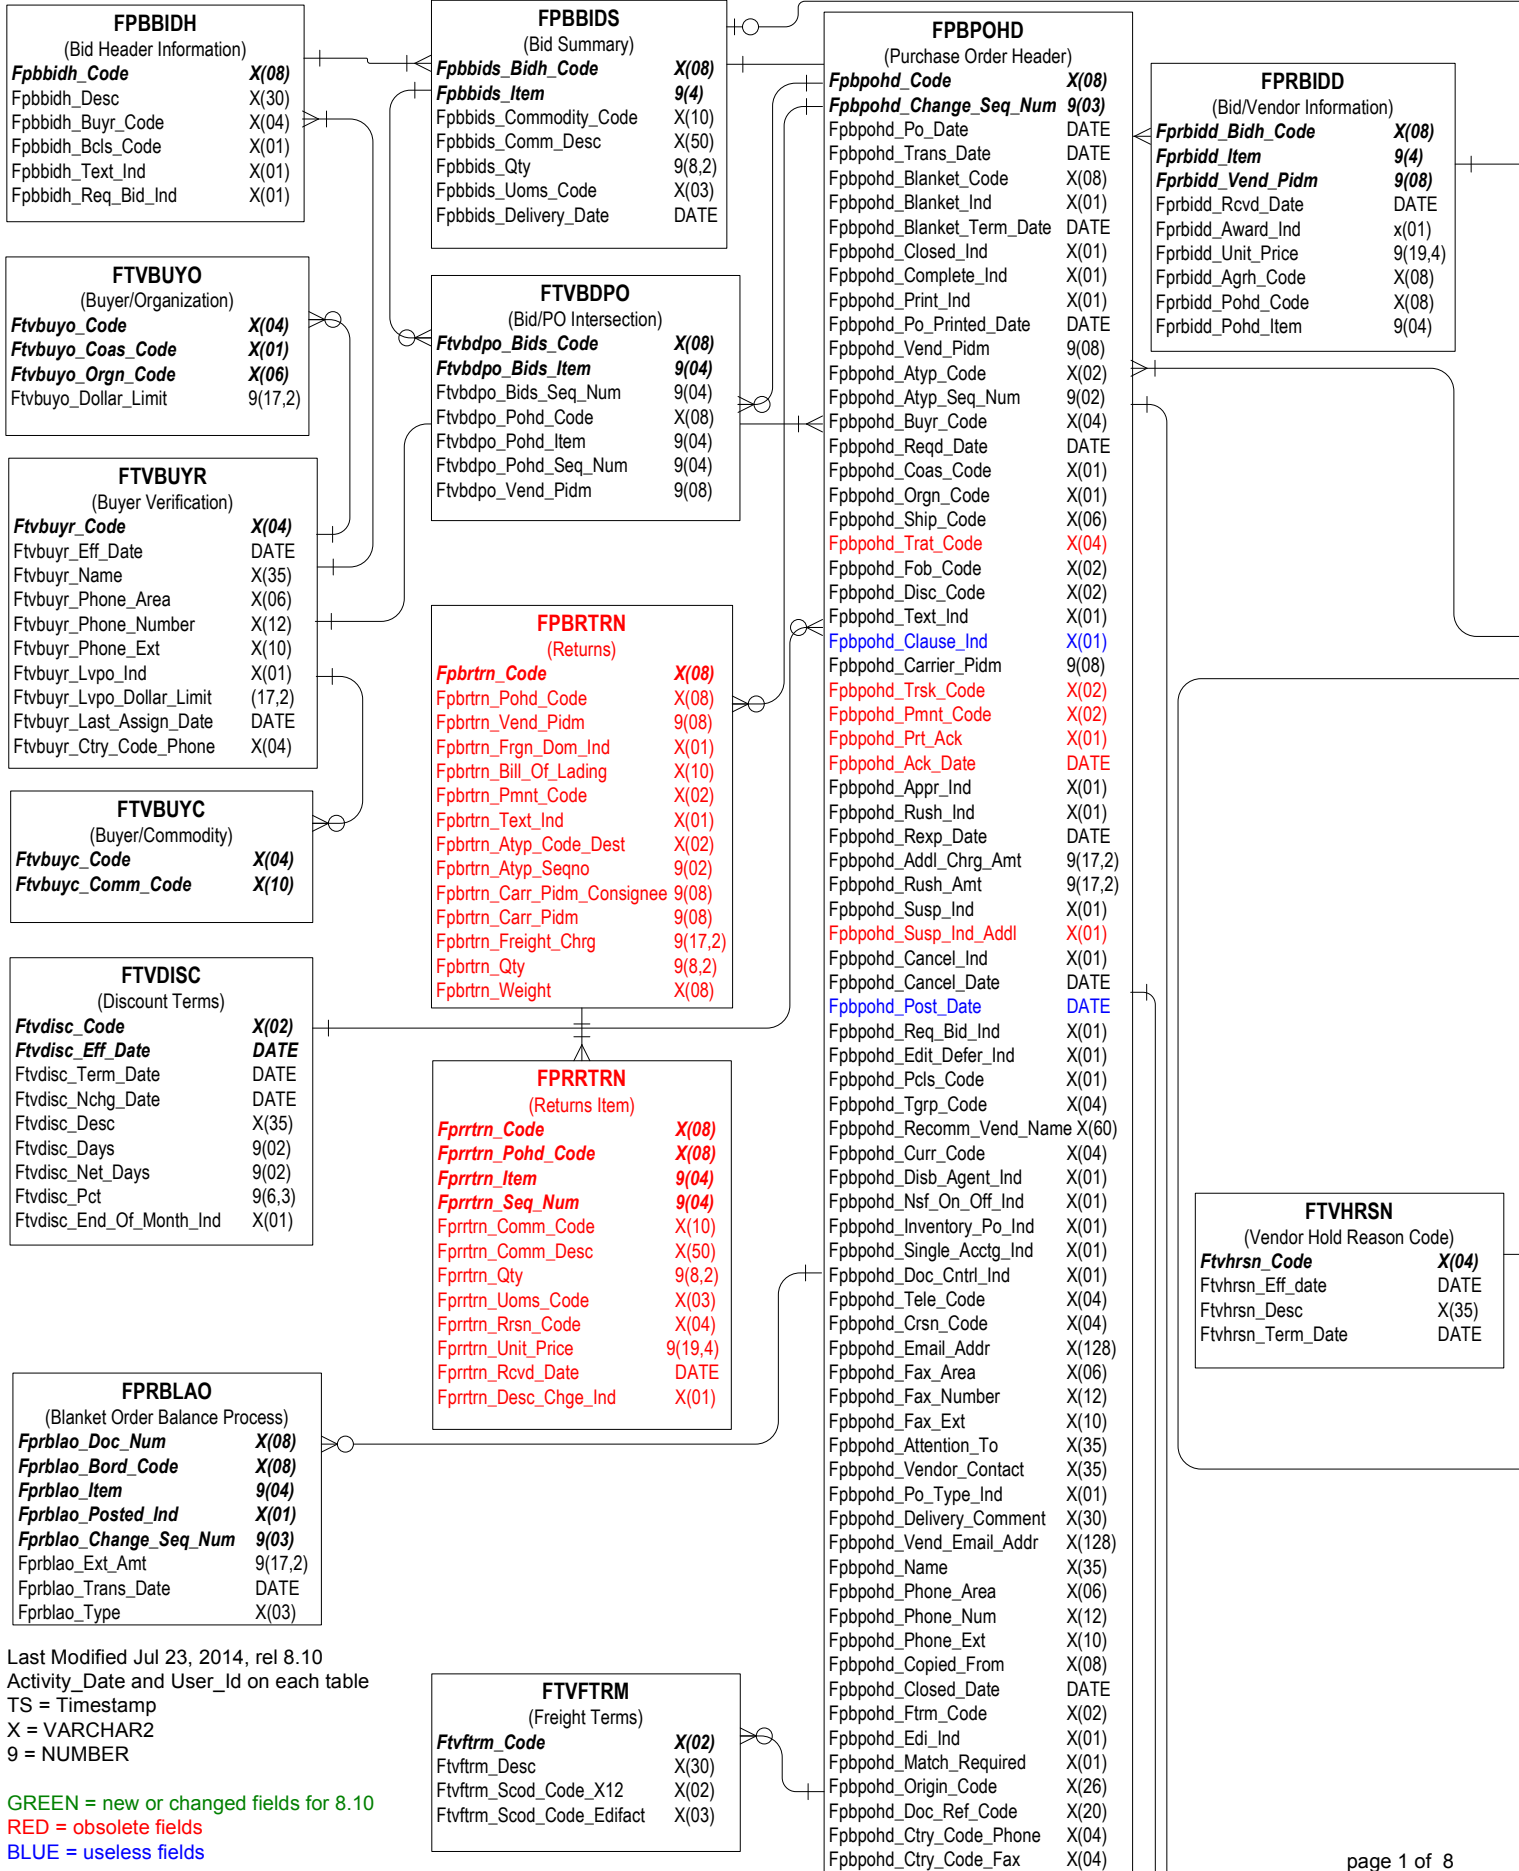 FPBBIDH
(Bid Header Information)
Fpbbidh_Code X(08)
Fpbbidh_Desc X(30)
Fpbbidh_Buyr_Code X(04)
Fpbbidh_Bcls_Code X(01)
Fpbbidh_Text_Ind X(01)
Fpbbidh_Req_Bid_Ind X(01)
FTVBUYO
(Buyer/Organization)
Ftvbuyo_Code X(04)
Ftvbuyo_Coas_Code X(01)
Ftvbuyo_Orgn_Code X(06)
Ftvbuyo_Dollar_Limit 9(17,2)
FTVBUYR
(Buyer Verification)
Ftvbuyr_Code X(04)
Ftvbuyr_Eff_Date DATE
Ftvbuyr_Name X(35)
Ftvbuyr_Phone_Area X(06)
Ftvbuyr_Phone_Number X(12)
Ftvbuyr_Phone_Ext X(10)
Ftvbuyr_Lvpo_Ind X(01)
Ftvbuyr_Lvpo_Dollar_Limit (17,2)
Ftvbuyr_Last_Assign_Date DATE
Ftvbuyr_Ctry_Code_Phone X(04)
FTVBUYC
(Buyer/Commodity)
Ftvbuyc_Code X(04)
Ftvbuyc_Comm_Code X(10)
FTVDISC
(Discount Terms)
Ftvdisc_Code X(02)
Ftvdisc_Eff_Date DATE
Ftvdisc_Term_Date DATE
Ftvdisc_Nchg_Date DATE
Ftvdisc_Desc X(35)
Ftvdisc_Days 9(02)
Ftvdisc_Net_Days 9(02)
Ftvdisc_Pct 9(6,3)
Ftvdisc_End_Of_Month_Ind X(01)
FPRBLAO
(Blanket Order Balance Process)
Fprblao_Doc_Num X(08)
Fprblao_Bord_Code X(08)
Fprblao_Item 9(04)
Fprblao_Posted_Ind X(01)
Fprblao_Change_Seq_Num 9(03)
Fprblao_Ext_Amt 9(17,2)
Fprblao_Trans_Date DATE
Fprblao_Type X(03)
Last Modified Jul 23, 2014, rel 8.10
Activity_Date and User_Id on each table
TS = Timestamp
X = VARCHAR2
9 = NUMBER
GREEN = new or changed fields for 8.10
RED = obsolete fields
BLUE = useless fields
FPBBIDS
(Bid Summary)
Fpbbids_Bidh_Code X(08)
Fpbbids_Item 9(4)
Fpbbids_Commodity_Code X(10)
Fpbbids_Comm_Desc X(50)
Fpbbids_Qty 9(8,2)
Fpbbids_Uoms_Code X(03)
Fpbbids_Delivery_Date DATE
FTVBDPO
(Bid/PO Intersection)
Ftvbdpo_Bids_Code X(08)
Ftvbdpo_Bids_Item 9(04)
Ftvbdpo_Bids_Seq_Num 9(04)
Ftvbdpo_Pohd_Code X(08)
Ftvbdpo_Pohd_Item 9(04)
Ftvbdpo_Pohd_Seq_Num 9(04)
Ftvbdpo_Vend_Pidm 9(08)
FPBRTRN
(Returns)
Fpbrtrn_Code X(08)
Fpbrtrn_Pohd_Code X(08)
Fpbrtrn_Vend_Pidm 9(08)
Fpbrtrn_Frgn_Dom_Ind X(01)
Fpbrtrn_Bill_Of_Lading X(10)
Fpbrtrn_Pmnt_Code X(02)
Fpbrtrn_Text_Ind X(01)
Fpbrtrn_Atyp_Code_Dest X(02)
Fpbrtrn_Atyp_Seqno 9(02)
Fpbrtrn_Carr_Pidm_Consignee 9(08)
Fpbrtrn_Carr_Pidm 9(08)
Fpbrtrn_Freight_Chrg 9(17,2)
Fpbrtrn_Qty 9(8,2)
Fpbrtrn_Weight X(08)
FPRRTRN
(Returns Item)
Fprrtrn_Code X(08)
Fprrtrn_Pohd_Code X(08)
Fprrtrn_Item 9(04)
Fprrtrn_Seq_Num 9(04)
Fprrtrn_Comm_Code X(10)
Fprrtrn_Comm_Desc X(50)
Fprrtrn_Qty 9(8,2)
Fprrtrn_Uoms_Code X(03)
Fprrtrn_Rrsn_Code X(04)
Fprrtrn_Unit_Price 9(19,4)
Fprrtrn_Rcvd_Date DATE
Fprrtrn_Desc_Chge_Ind X(01)
FTVFTRM
(Freight Terms)
Ftvftrm_Code X(02)
Ftvftrm_Desc X(30)
Ftvftrm_Scod_Code_X12 X(02)
Ftvftrm_Scod_Code_Edifact X(03)
FPBPOHD
(Purchase Order Header)
Fpbpohd_Code X(08)
Fpbpohd_Change_Seq_Num 9(03)
Fpbpohd_Po_Date DATE
Fpbpohd_Trans_Date DATE
Fpbpohd_Blanket_Code X(08)
Fpbpohd_Blanket_Ind X(01)
Fpbpohd_Blanket_Term_Date DATE
Fpbpohd_Closed_Ind X(01)
Fpbpohd_Complete_Ind X(01)
Fpbpohd_Print_Ind X(01)
Fpbpohd_Po_Printed_Date DATE
Fpbpohd_Vend_Pidm 9(08)
Fpbpohd_Atyp_Code X(02)
Fpbpohd_Atyp_Seq_Num 9(02)
Fpbpohd_Buyr_Code X(04)
Fpbpohd_Reqd_Date DATE
Fpbpohd_Coas_Code X(01)
Fpbpohd_Orgn_Code X(01)
Fpbpohd_Ship_Code X(06)
Fpbpohd_Trat_Code X(04)
Fpbpohd_Fob_Code X(02)
Fpbpohd_Disc_Code X(02)
Fpbpohd_Text_Ind X(01)
Fpbpohd_Clause_Ind X(01)
Fpbpohd_Carrier_Pidm 9(08)
Fpbpohd_Trsk_Code X(02)
Fpbpohd_Pmnt_Code X(02)
Fpbpohd_Prt_Ack X(01)
Fpbpohd_Ack_Date DATE
Fpbpohd_Appr_Ind X(01)
Fpbpohd_Rush_Ind X(01)
Fpbpohd_Rexp_Date DATE
Fpbpohd_Addl_Chrg_Amt 9(17,2)
Fpbpohd_Rush_Amt 9(17,2)
Fpbpohd_Susp_Ind X(01)
Fpbpohd_Susp_Ind_Addl X(01)
Fpbpohd_Cancel_Ind X(01)
Fpbpohd_Cancel_Date DATE
Fpbpohd_Post_Date DATE
Fpbpohd_Req_Bid_Ind X(01)
Fpbpohd_Edit_Defer_Ind X(01)
Fpbpohd_Pcls_Code X(01)
Fpbpohd_Tgrp_Code X(04)
Fpbpohd_Recomm_Vend_Name X(60)
Fpbpohd_Curr_Code X(04)
Fpbpohd_Disb_Agent_Ind X(01)
Fpbpohd_Nsf_On_Off_Ind X(01)
Fpbpohd_Inventory_Po_Ind X(01)
Fpbpohd_Single_Acctg_Ind X(01)
Fpbpohd_Doc_Cntrl_Ind X(01)
Fpbpohd_Tele_Code X(04)
Fpbpohd_Crsn_Code X(04)
Fpbpohd_Email_Addr X(128)
Fpbpohd_Fax_Area X(06)
Fpbpohd_Fax_Number X(12)
Fpbpohd_Fax_Ext X(10)
Fpbpohd_Attention_To X(35)
Fpbpohd_Vendor_Contact X(35)
Fpbpohd_Po_Type_Ind X(01)
Fpbpohd_Delivery_Comment X(30)
Fpbpohd_Vend_Email_Addr X(128)
Fpbpohd_Name X(35)
Fpbpohd_Phone_Area X(06)
Fpbpohd_Phone_Num X(12)
Fpbpohd_Phone_Ext X(10)
Fpbpohd_Copied_From X(08)
Fpbpohd_Closed_Date DATE
Fpbpohd_Ftrm_Code X(02)
Fpbpohd_Edi_Ind X(01)
Fpbpohd_Match_Required X(01)
Fpbpohd_Origin_Code X(26)
Fpbpohd_Doc_Ref_Code X(20)
Fpbpohd_Ctry_Code_Phone X(04)
Fpbpohd_Ctry_Code_Fax X(04)
FPRBIDD
(Bid/Vendor Information)
Fprbidd_Bidh_Code X(08)
Fprbidd_Item 9(4)
Fprbidd_Vend_Pidm 9(08)
Fprbidd_Rcvd_Date DATE
Fprbidd_Award_Ind x(01)
Fprbidd_Unit_Price 9(19,4)
Fprbidd_Agrh_Code X(08)
Fprbidd_Pohd_Code X(08)
Fprbidd_Pohd_Item 9(04)
FTVHRSN
(Vendor Hold Reason Code)
Ftvhrsn_Code X(04)
Ftvhrsn_Eff_date DATE
Ftvhrsn_Desc X(35)
Ftvhrsn_Term_Date DATE
page 1 of 8